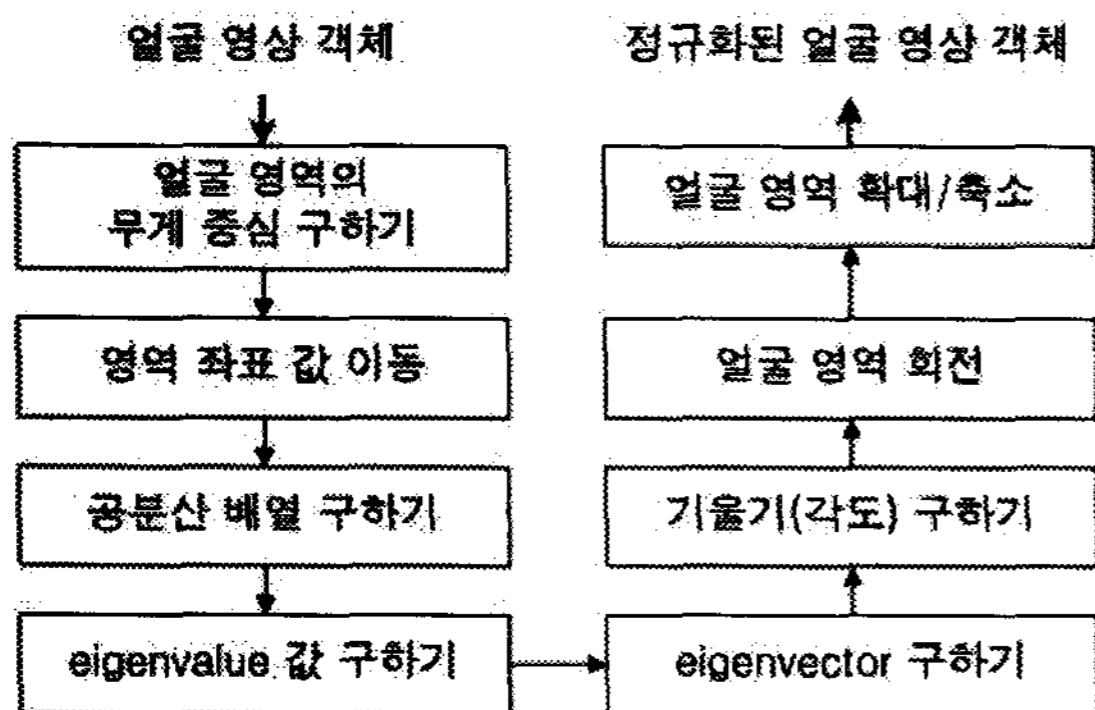 얼굴 영상 객체
얼굴 영역의
무게 중심 구하기
영역 좌표 값 이동
공분산 배열 구하기
eigenvalue 값 구하기
eigenvector 구하기
기울기(각도) 구하기
얼굴 영역 회전
얼굴 영역 확대/축소
정규화된 얼굴 영상 객체